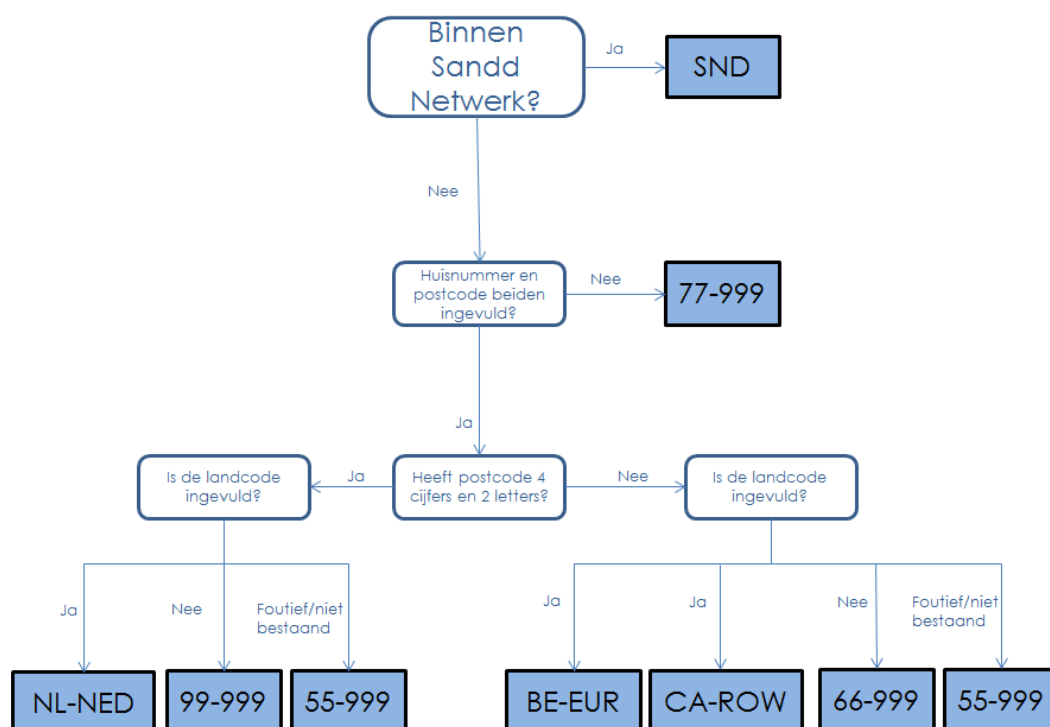 Binnen
Sandd
Netwerk?
Ja
SND
Nee
Huisnummer en
postcode beiden
ingevuld?
Nee
77-999
Ja
Is de landcode
ingevuld?
Ja
Heeft postcode 4
cijfers en 2 letters?
Nee
Is de landcode
ingevuld?
Ja
Nee
Foutief/niet
bestaand
Ja
Ja
Nee
Foutief/niet
bestaand
NL-NED
99-999
55-999
BE-EUR
CA-ROW
66-999
55-999